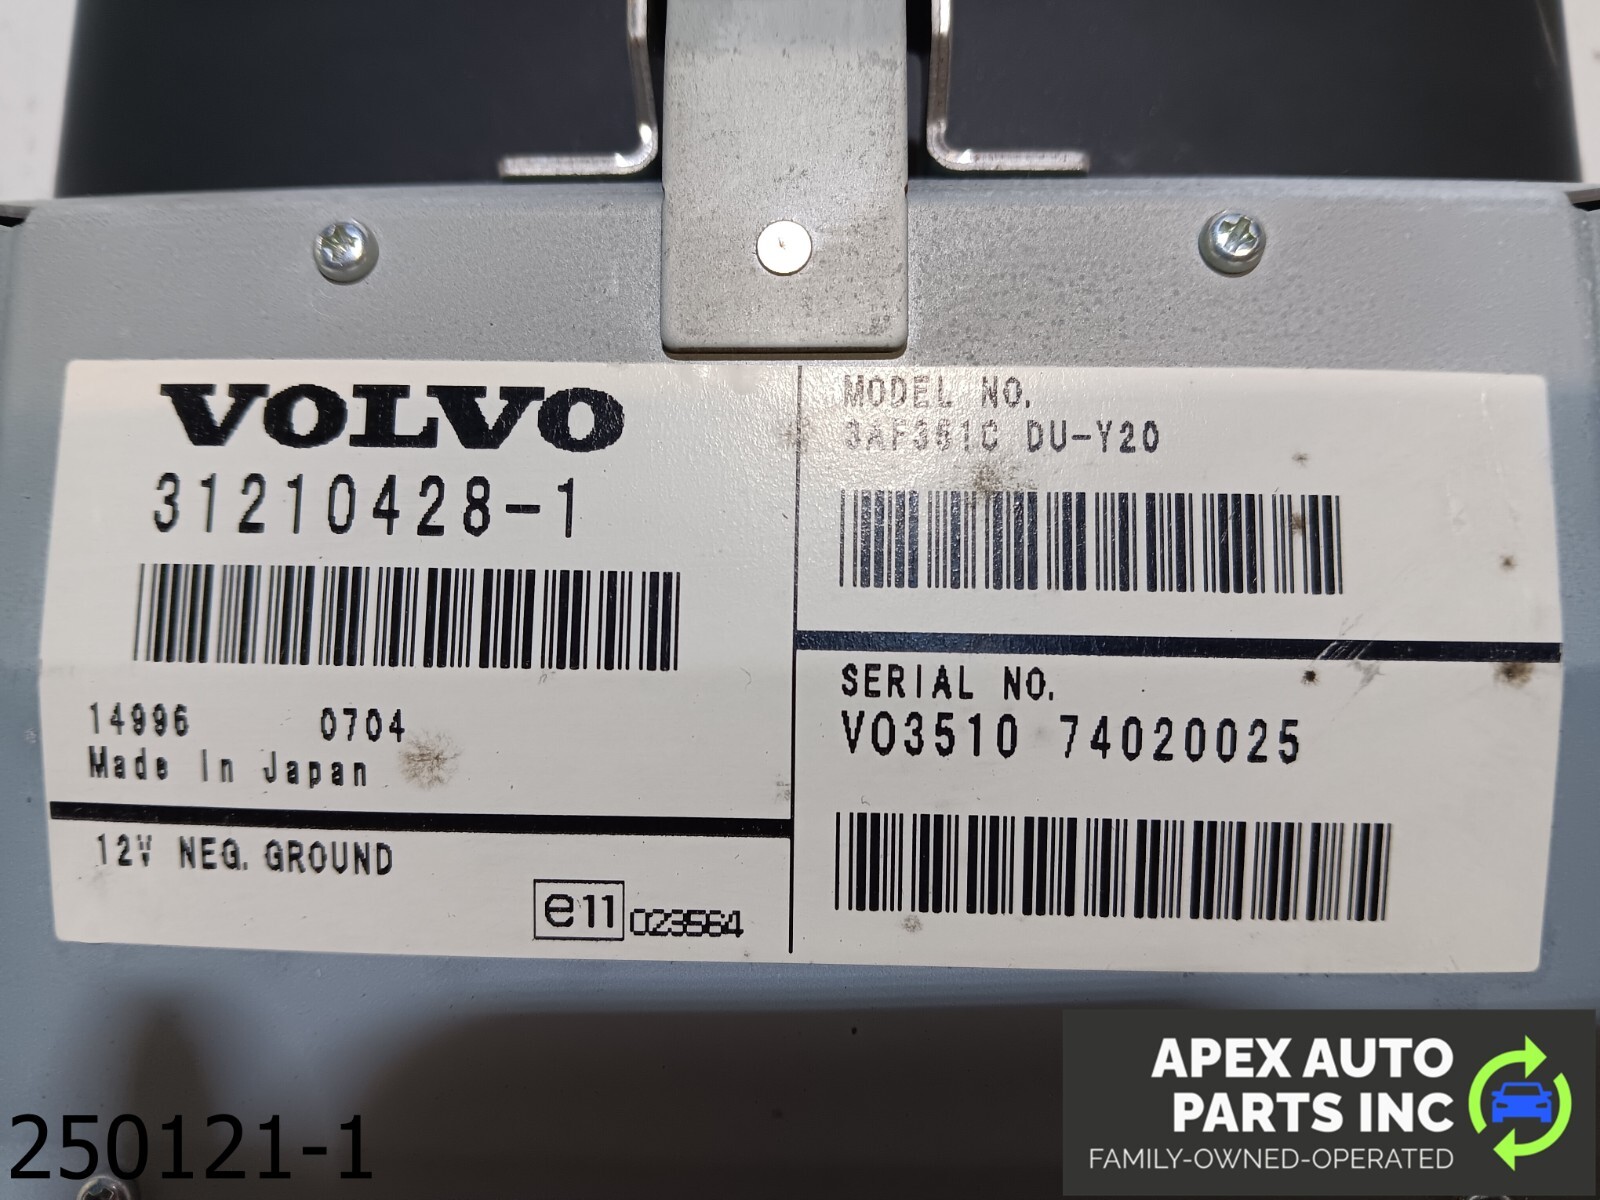 VOLVO
31210428-1
14996 0704
Made in Japan
12V NEG. GROUND
e11 023564
MODEL NO.
3AF351C DU-Y20
SERIAL NO.
VO3510 74020025
250121-1
APEX AUTO
PARTS INC
FAMILY-OWNED-OPERATED